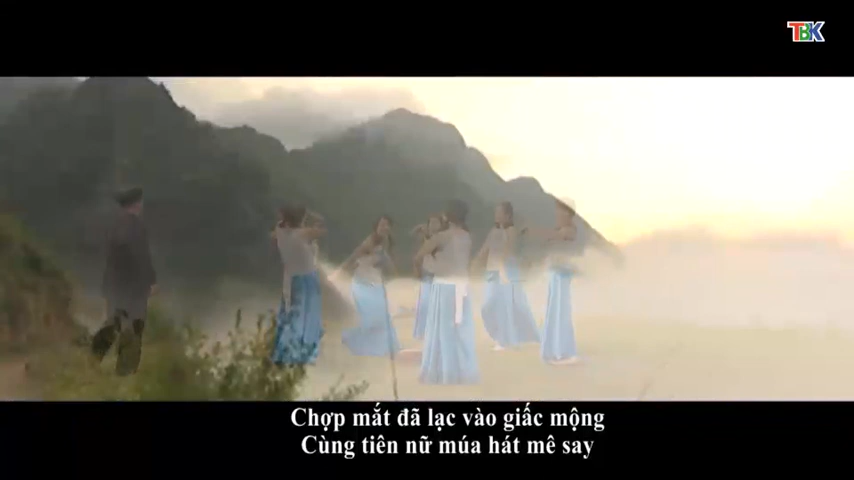 TBK
Chợp mắt đã lạc vào giấc mộng
Cùng tiên nữ múa hát mê say